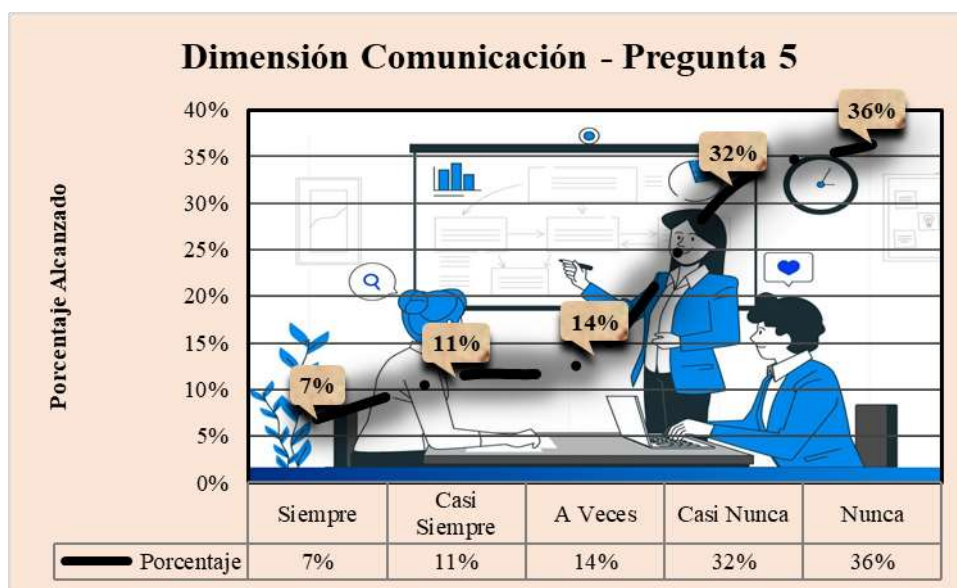 Dimensión Comunicación - Pregunta 5
Porcentaje Alcanzado
40%
35%
30%
25%
20%
15%
10%
5%
0%
7%
11%
14%
32%
36%
Siempre
Casi
Siempre
A Veces
Casi Nunca
Nunca
Porcentaje
7%
11%
14%
32%
36%